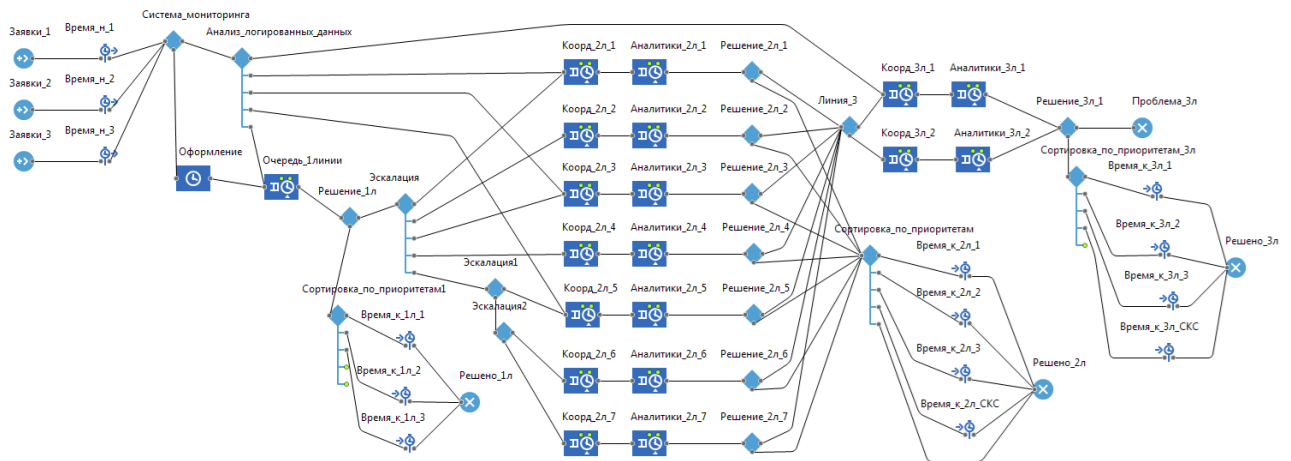 Система_мониторинга
Заявки_1
Время_н_1
Анализ_логированных_данных
Заявки_2
Время_н_2
Заявки_3
Время_н_3
Оформление
Очередь_1линии
Решение_1л
Эскалация
Эскалация1
Эскалация2
Сортировка_по_приоритетам1
Время_к_1л_1
Время_к_1л_2
Время_к_1л_3
Решено_1л
Коорд_2л_1
Аналитики_2л_1
Решение_2л_1
Коорд_2л_2
Аналитики_2л_2
Решение_2л_2
Коорд_2л_3
Аналитики_2л_3
Решение_2л_3
Коорд_2л_4
Аналитики_2л_4
Решение_2л_4
Коорд_2л_5
Аналитики_2л_5
Решение_2л_5
Коорд_2л_6
Аналитики_2л_6
Решение_2л_6
Коорд_2л_7
Аналитики_2л_7
Решение_2л_7
Линия_3
Коорд_3л_1
Аналитики_3л_1
Коорд_3л_2
Аналитики_3л_2
Решение_3л_1
Проблема_3л
Сортировка_по_приоритетам_3л
Время_к_3л_1
Время_к_3л_2
Время_к_3л_3
Время_к_3л_СКС
Решено_3л
Сортировка_по_приоритетам
Время_к_2л_1
Время_к_2л_2
Время_к_2л_3
Время_к_2л_СКС
Решено_2л